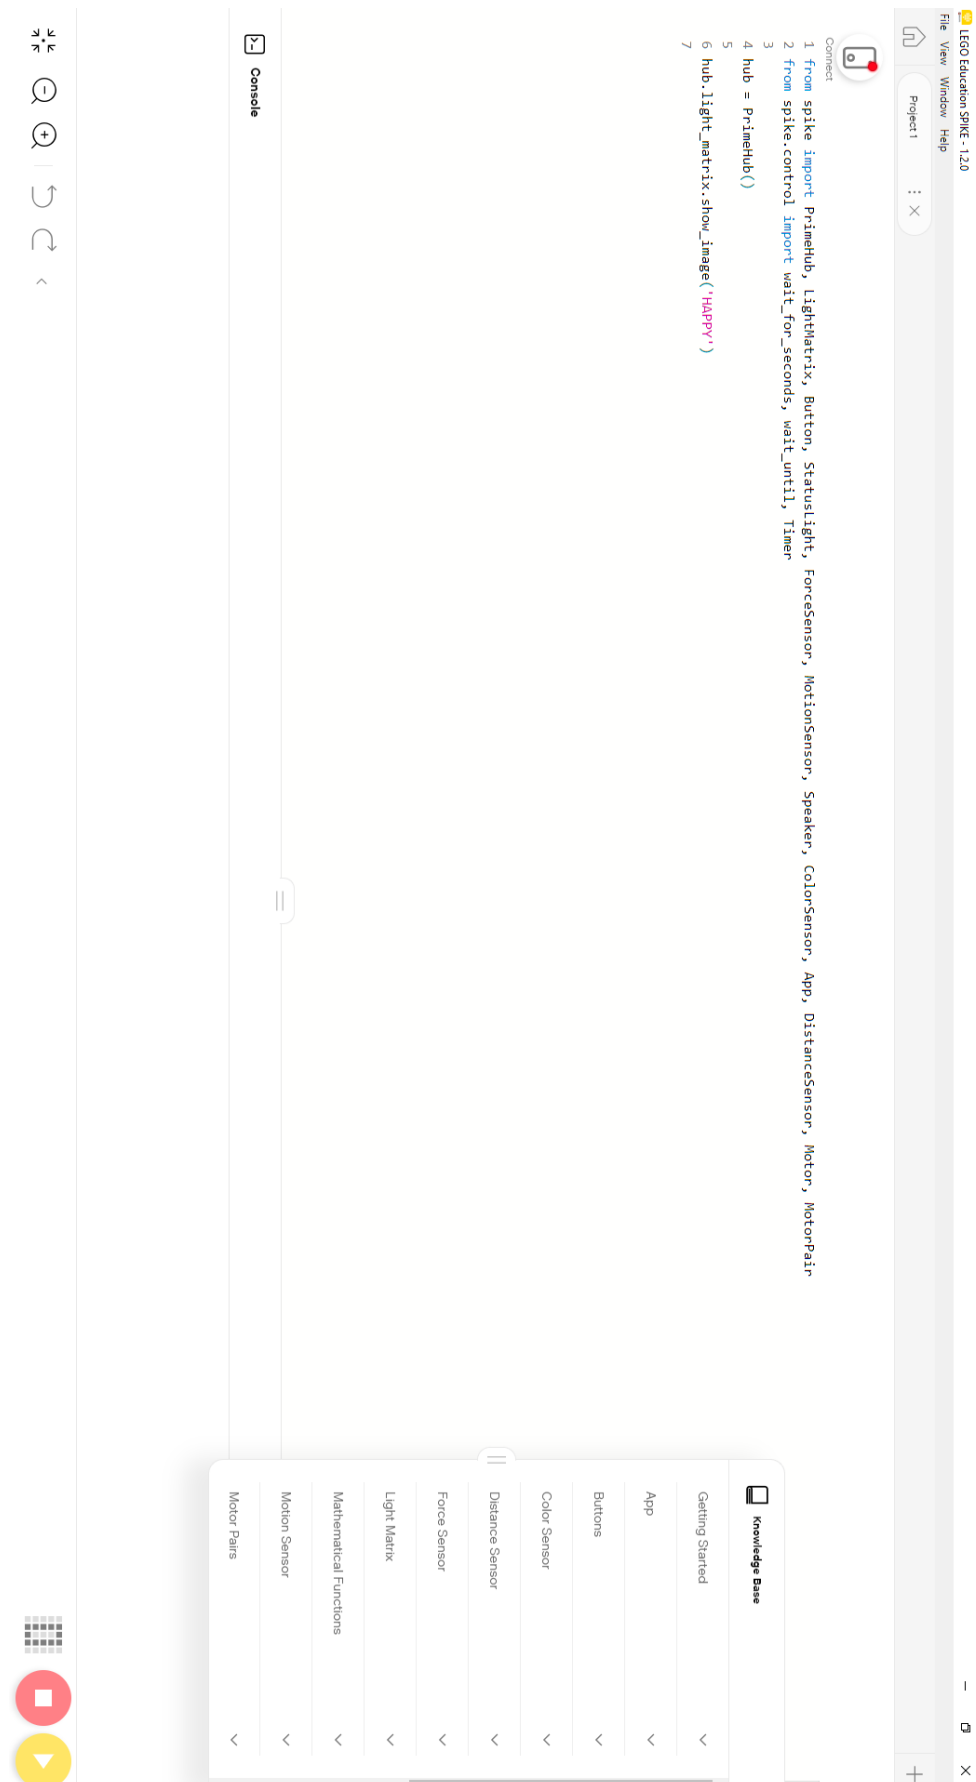 LEGO Education SPIKE - 1.2.0
File View Window Help
Project 1
Connect
1 from spike import PrimeHub, LightMatrix, Button, StatusLight, ForceSensor, MotionSensor, Speaker, ColorSensor, App, DistanceSensor, Motor, MotorPair
2 from spike.control import wait_for_seconds, wait_until, Timer
3
4 hub = PrimeHub()
5
6 hub.light_matrix.show_image('HAPPY')
7
Knowledge Base
Getting Started
App
Buttons
Color Sensor
Distance Sensor
Force Sensor
Light Matrix
Mathematical Functions
Motion Sensor
Motor Pairs
Console